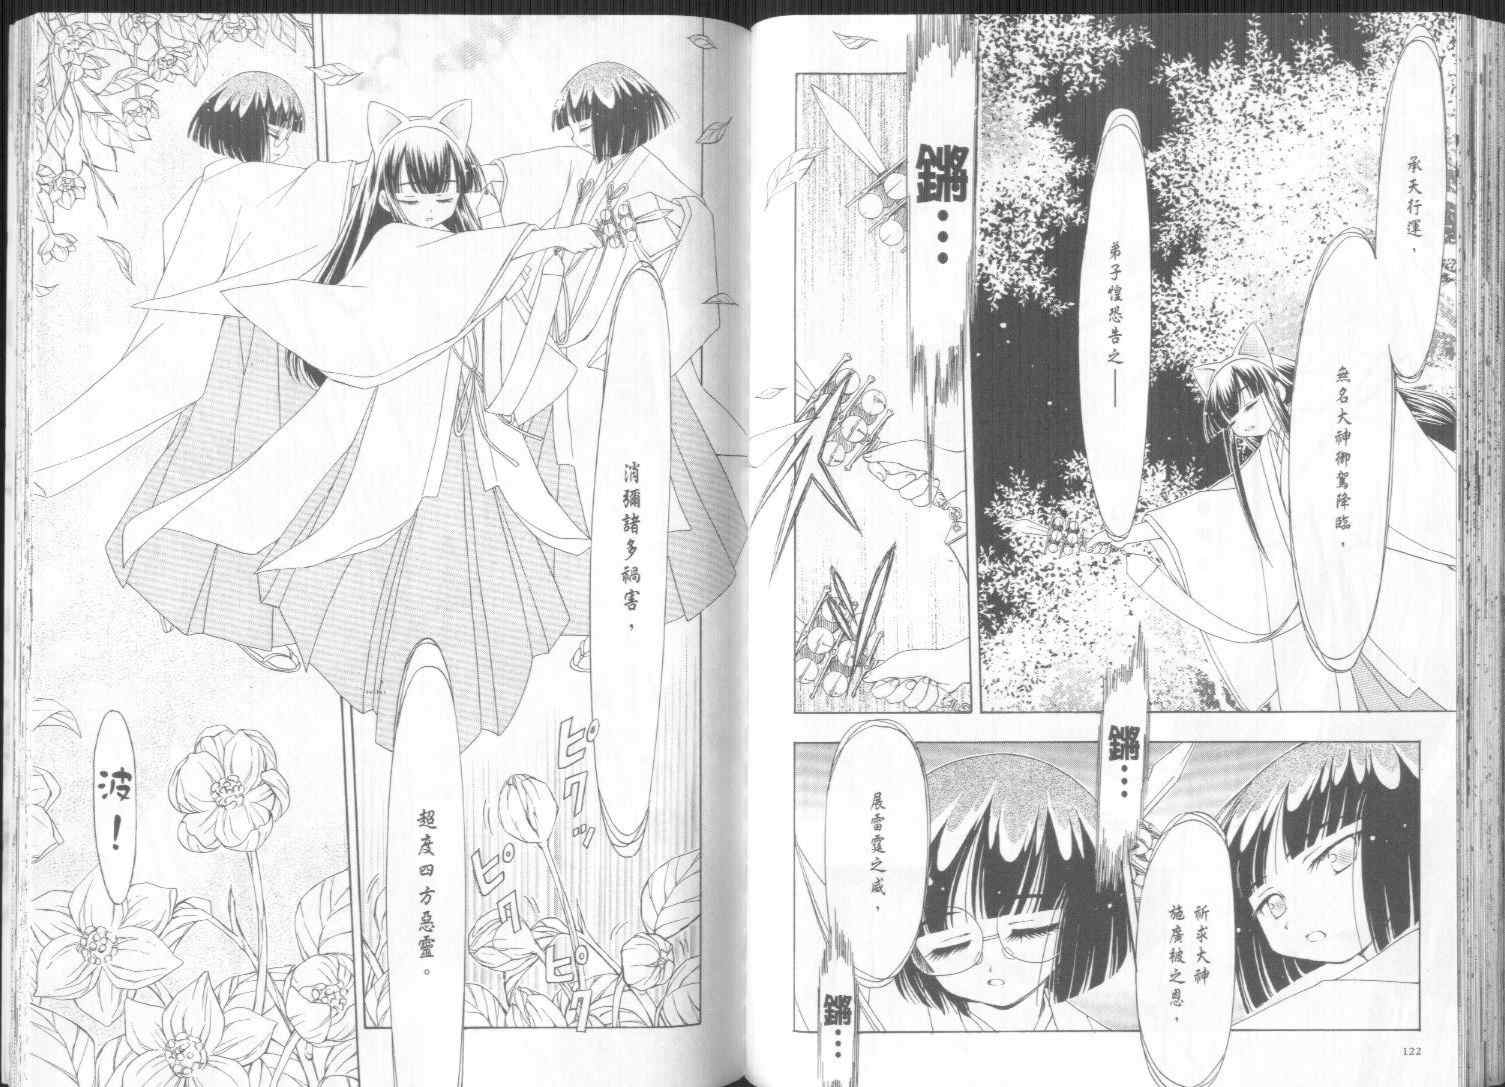 承天行運，
無名大神御駕降臨，
弟子惶恐告之——
鏘…
鏘…
祈求大神
施廣被之恩，
展雷霆之威，
鏘…
消彌諸多禍害，
超度四方惡靈。
ピクッ
ピクッ
ピク
波！
122